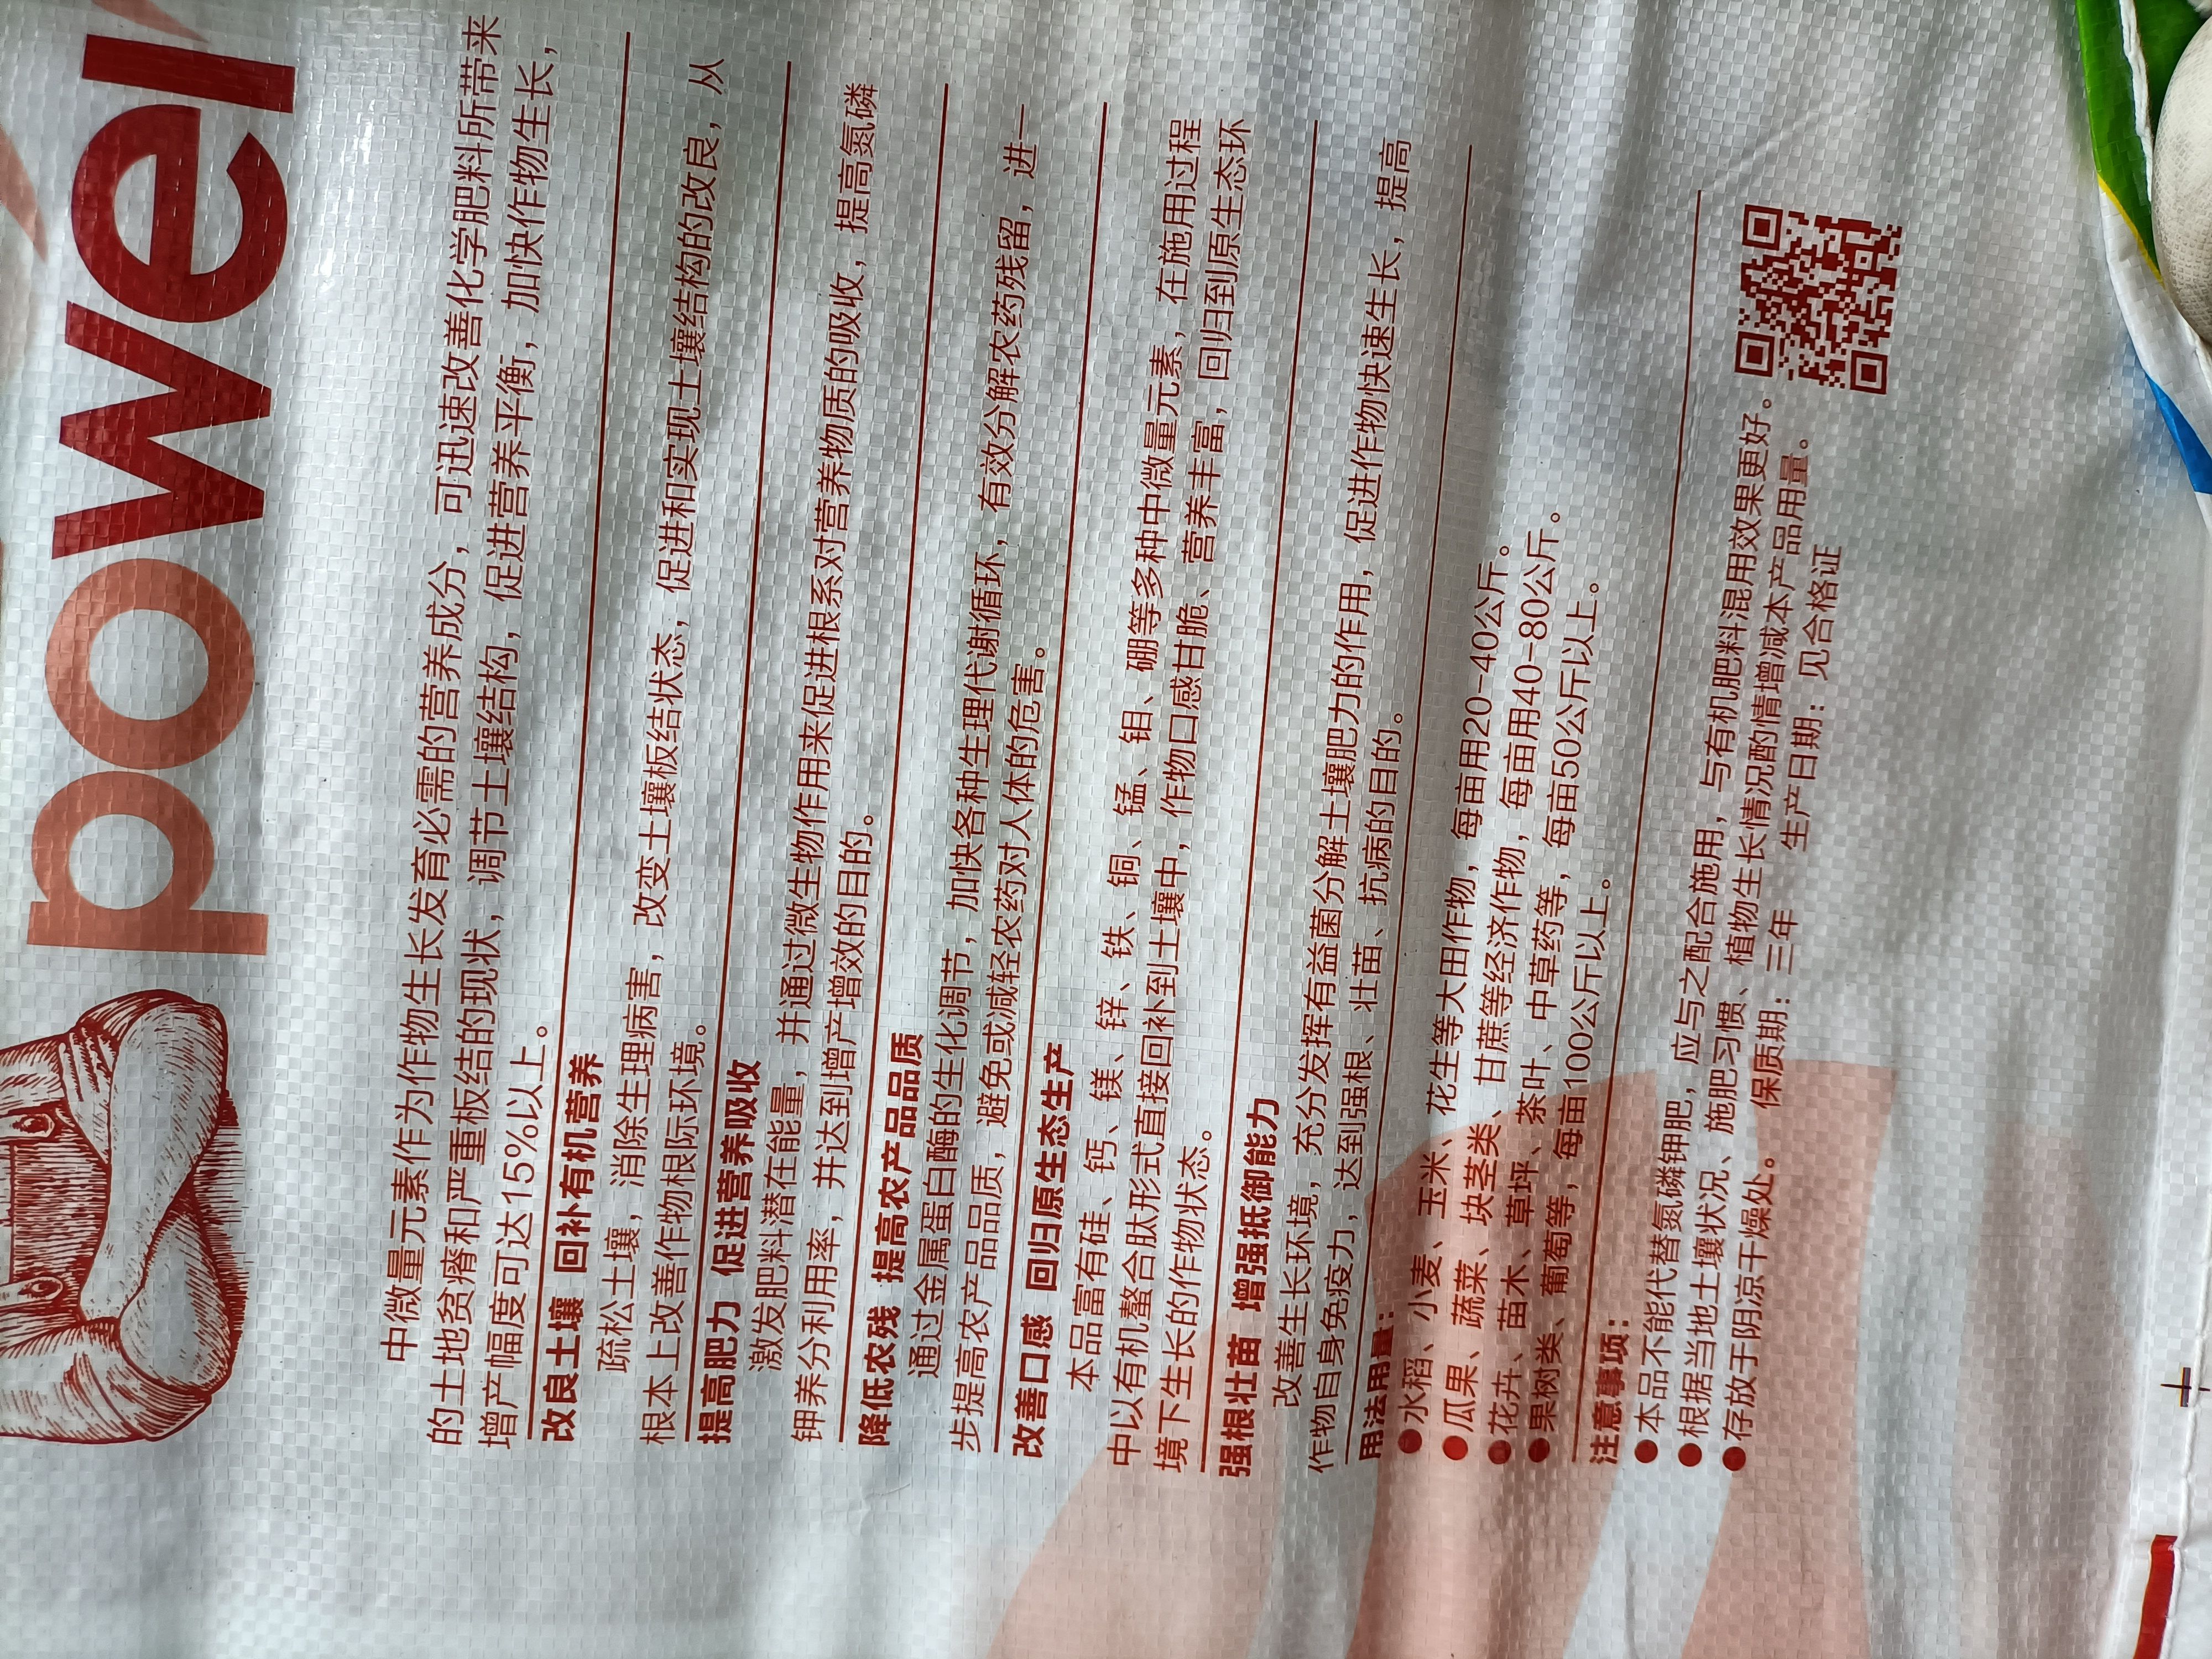 power
中微量元素作为作物生长发育必需的营养成分，可迅速改善化学肥料所带来
的土地贫瘠和严重板结的现状，调节土壤结构，促进营养平衡，加快作物生长，
增产幅度可达15%以上。
改良土壤 回补有机营养
疏松土壤，消除生理病害，改变土壤板结状态，促进和实现土壤结构的改良，从
根本上改善作物根际环境。
提高肥力 促进营养吸收
激发肥料潜在能量，并通过微生物作用来促进根系对营养物质的吸收，提高氮磷
钾养分利用率，并达到增产增效的目的。
降低农残 提高农产品品质
通过金属蛋白酶的生化调节，加快各种生理代谢循环，有效分解农药残留，进一
步提高农产品品质，避免或减轻农药对人体的危害。
改善口感 回归原生态生产
本品富有硅、钙、镁、锌、铁、铜、锰、钼、硼等多种中微量元素，在施用过程
中以有机螯合肽形式直接回补到土壤中，作物口感甘脆、营养丰富，回归到原生态环
境下生长的作物状态。
强根壮苗 增强抵御能力
改善生长环境，充分发挥有益菌分解土壤肥力的作用，促进作物快速生长，提高
作物自身免疫力，达到强根、壮苗、抗病的目的。
用法用量：
●水稻、小麦、玉米、花生等大田作物，每亩用20-40公斤。
●瓜果、蔬菜、块茎类、甘蔗等经济作物，每亩用40-80公斤。
●花卉、苗木、草坪、茶叶、中草药等，每亩50公斤以上。
●果树类、葡萄等，每亩100公斤以上。
注意事项：
●本品不能代替氮磷钾肥，应与之配合施用，与有机肥料混用效果更好。
●根据当地土壤状况、施肥习惯、植物生长情况酌情增减本产品用量。
●存放于阴凉干燥处。 保质期：三年 生产日期：见合格证